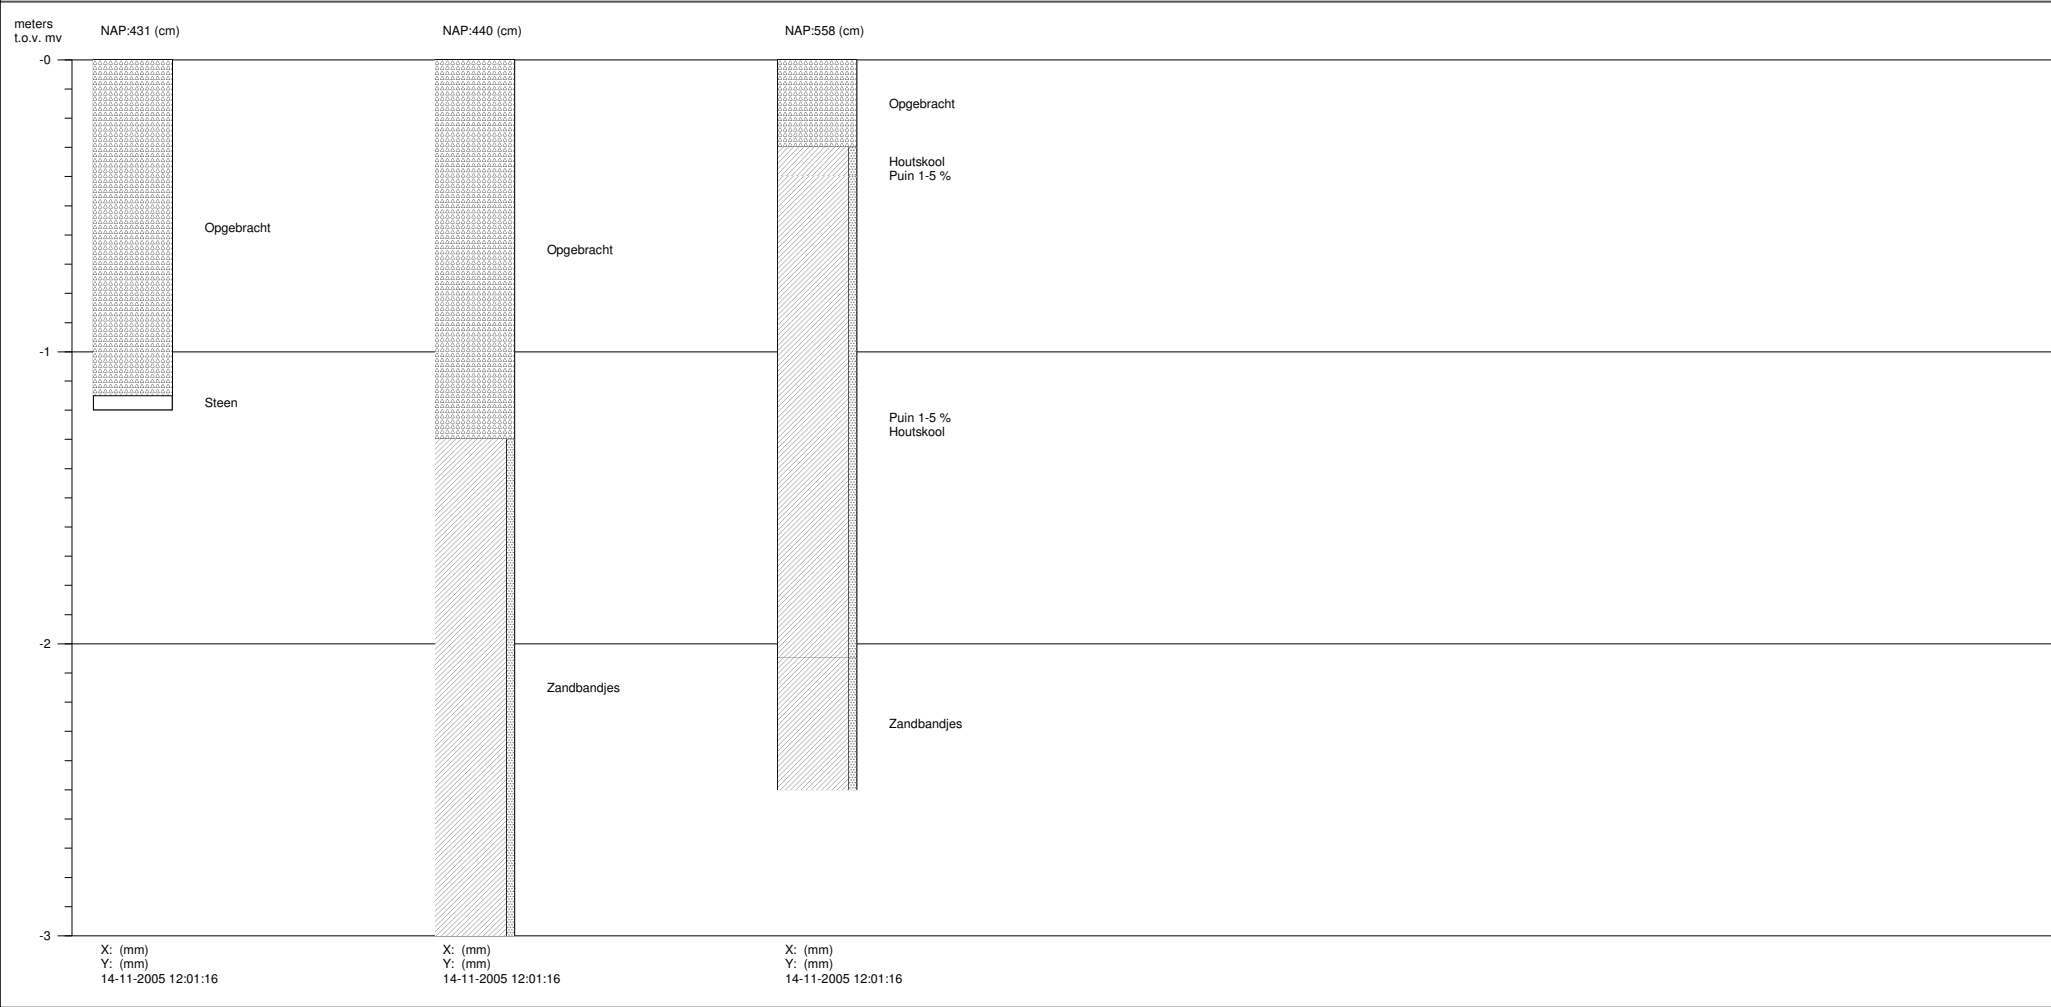 meters
t.o.v. mv
NAP:431 (cm)
NAP:440 (cm)
NAP:558 (cm)
-0
Opgebracht
Houtskool
Puin 1-5 %
Opgebracht
Opgebracht
-1
Steen
Puin 1-5 %
Houtskool
-2
Zandbandjes
Zandbandjes
-3
X: (mm)
Y: (mm)
14-11-2005 12:01:16
X: (mm)
Y: (mm)
14-11-2005 12:01:16
X: (mm)
Y: (mm)
14-11-2005 12:01:16